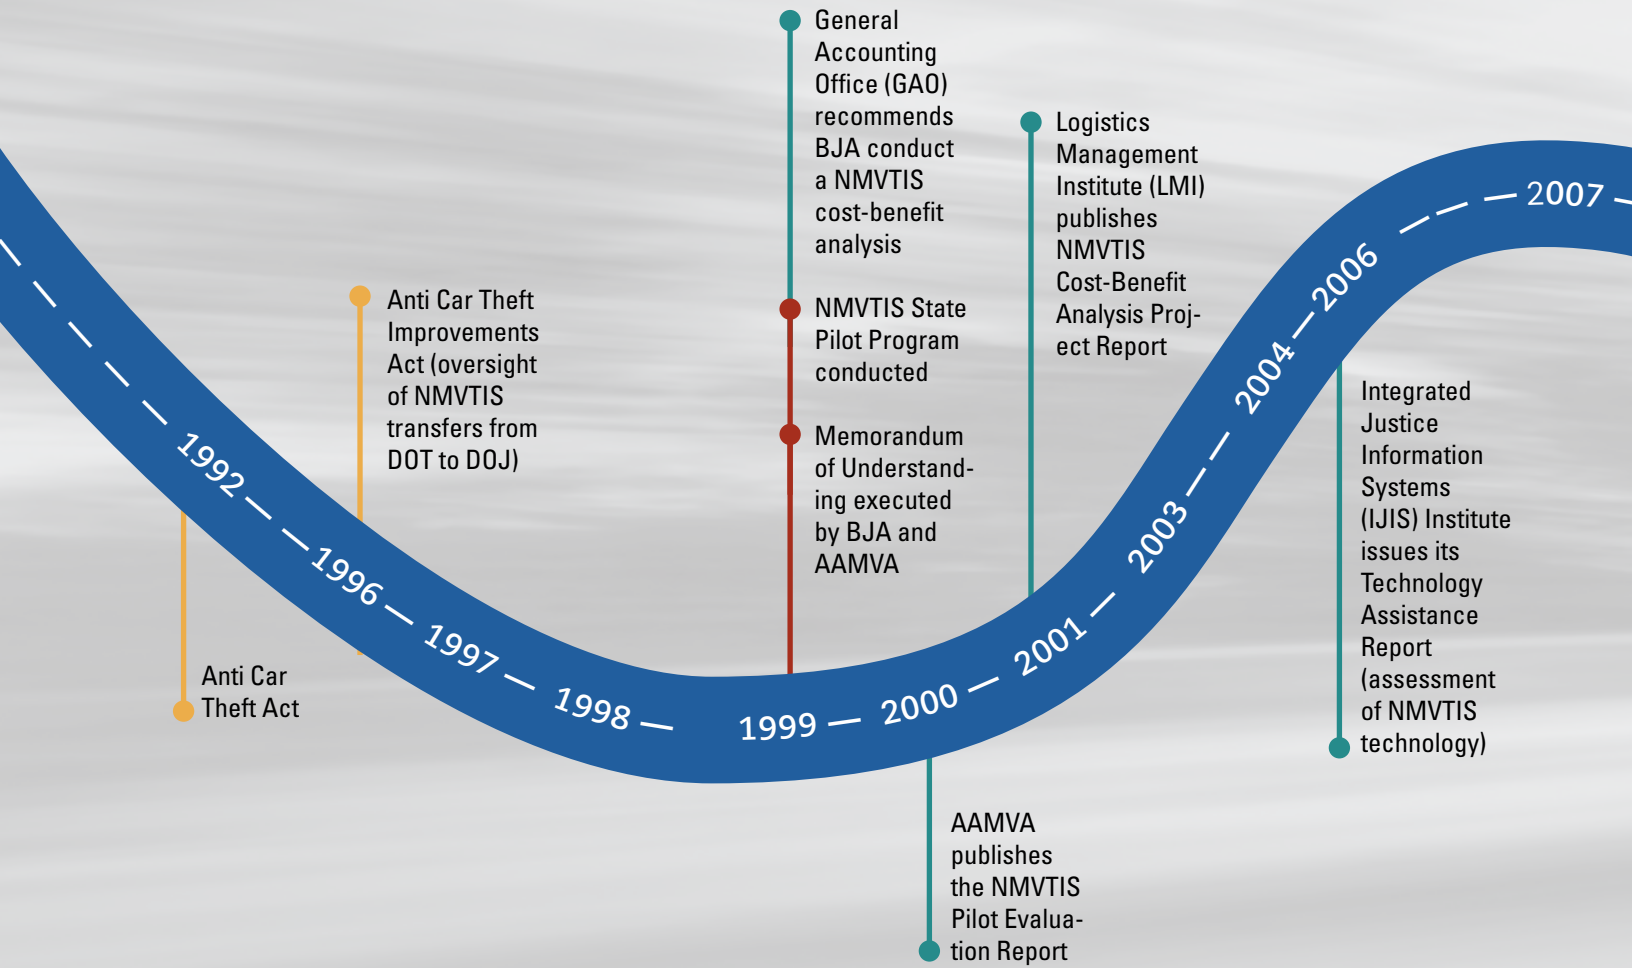 General
Accounting
Office (GAO)
recommends
BJA conduct
a NMVTIS
cost-benefit
analysis
NMVTIS State
Pilot Program
conducted
Memorandum
of Understand-
ing executed
by BJA and
AAMVA
Logistics
Management
Institute (LMI)
publishes
NMVTIS
Cost-Benefit
Analysis Proj-
ect Report
Anti Car Theft
Improvements
Act (oversight
of NMVTIS
transfers from
DOT to DOJ)
1992
1996
1997
1998
1999
2000
2001
2003
2004
2006
2007
Anti Car
Theft Act
Integrated
Justice
Information
Systems
(IJIS) Institute
issues its
Technology
Assistance
Report
(assessment
of NMVTIS
technology)
AAMVA
publishes
the NMVTIS
Pilot Evalua-
tion Report